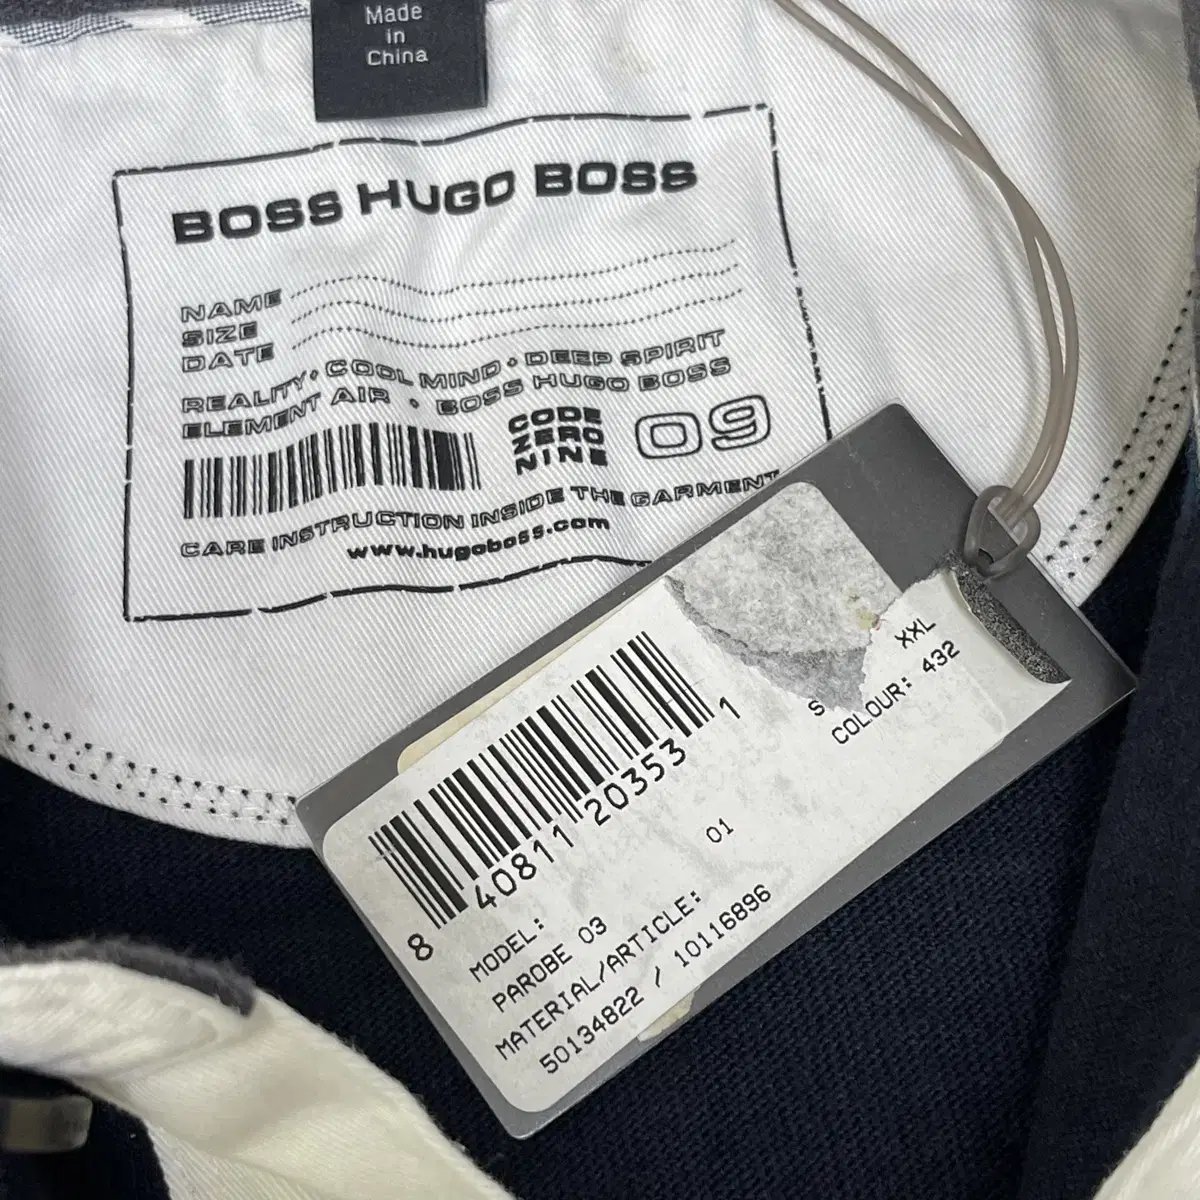 Made
in
China
BOSS HUGO BOSS
NAME
SIZE
DATE
REALITY • COOL MIND • DEEP SPIRIT
ELEMENT AIR • BOSS HUGO BOSS
CODE
ZERO
NINE
09
CARE INSTRUCTION INSIDE THE GARMENT
www.hugoboss.com
XXL
S
COLOUR: 432
8 40811 20353 1
01
MODEL:
PAROBE 03
MATERIAL/ARTICLE:
50134822 / 10116896